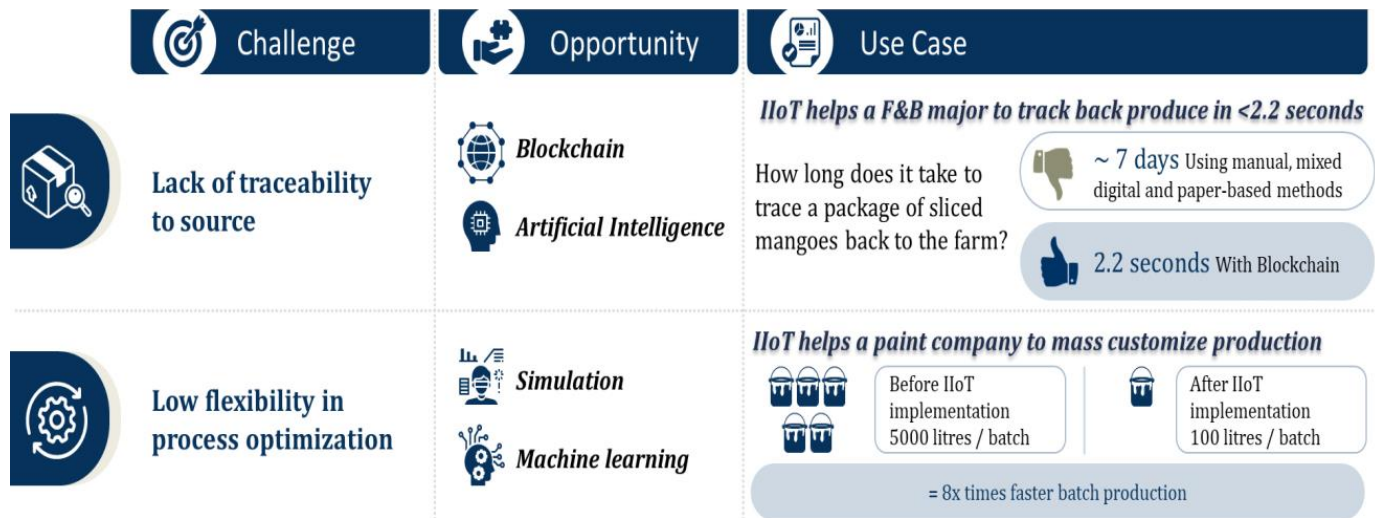 Challenge
Opportunity
Use Case
Lack of traceability
to source
Blockchain
Artificial Intelligence
IIoT helps a F&B major to track back produce in <2.2 seconds
How long does it take to
trace a package of sliced
mangoes back to the farm?
~ 7 days Using manual, mixed
digital and paper-based methods
2.2 seconds With Blockchain
Low flexibility in
process optimization
Simulation
Machine learning
IIoT helps a paint company to mass customize production
Before IIoT
implementation
5000 litres / batch
After IIoT
implementation
100 litres / batch
= 8x times faster batch production